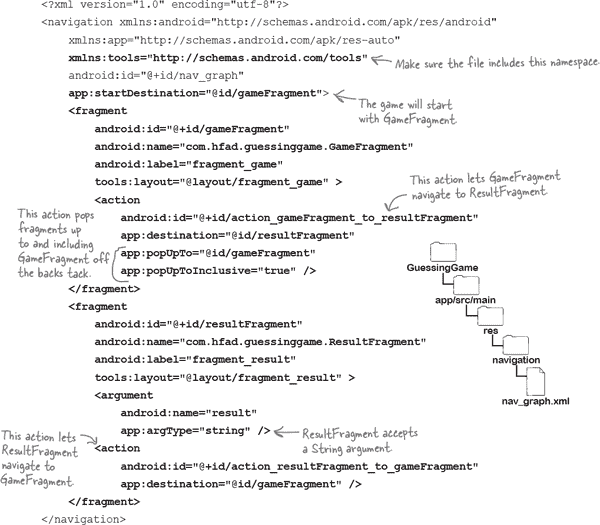 <?xml version="1.0" encoding="utf-8"?>
<navigation xmlns:android="http://schemas.android.com/apk/res/android"
xmlns:app="http://schemas.android.com/apk/res-auto"
xmlns:tools="http://schemas.android.com/tools"
Make sure the file includes this namespace.
android:id="@+id/nav_graph"
app:startDestination="@id/gameFragment">
The game will start
with GameFragment.
<fragment
android:id="@+id/gameFragment"
android:name="com.hfad.guessinggame.GameFragment"
android:label="fragment_game"
tools:layout="@layout/fragment_game" >
This action lets GameFragment
navigate to ResultFragment.
<action
android:id="@+id/action_gameFragment_to_resultFragment"
app:destination="@id/resultFragment"
This action pops
fragments up
to and including
GameFragment off
the backs tack.
app:popUpTo="@id/gameFragment"
app:popUpToInclusive="true" />
</fragment>
<fragment
android:id="@+id/resultFragment"
android:name="com.hfad.guessinggame.ResultFragment"
android:label="fragment_result"
tools:layout="@layout/fragment_result" >
GuessingGame
app/src/main
res
navigation
nav_graph.xml
<argument
android:name="result"
app:argType="string" />
ResultFragment accepts
a String argument.
This action lets
ResultFragment
navigate to
GameFragment.
<action
android:id="@+id/action_resultFragment_to_gameFragment"
app:destination="@id/gameFragment" />
</fragment>
</navigation>